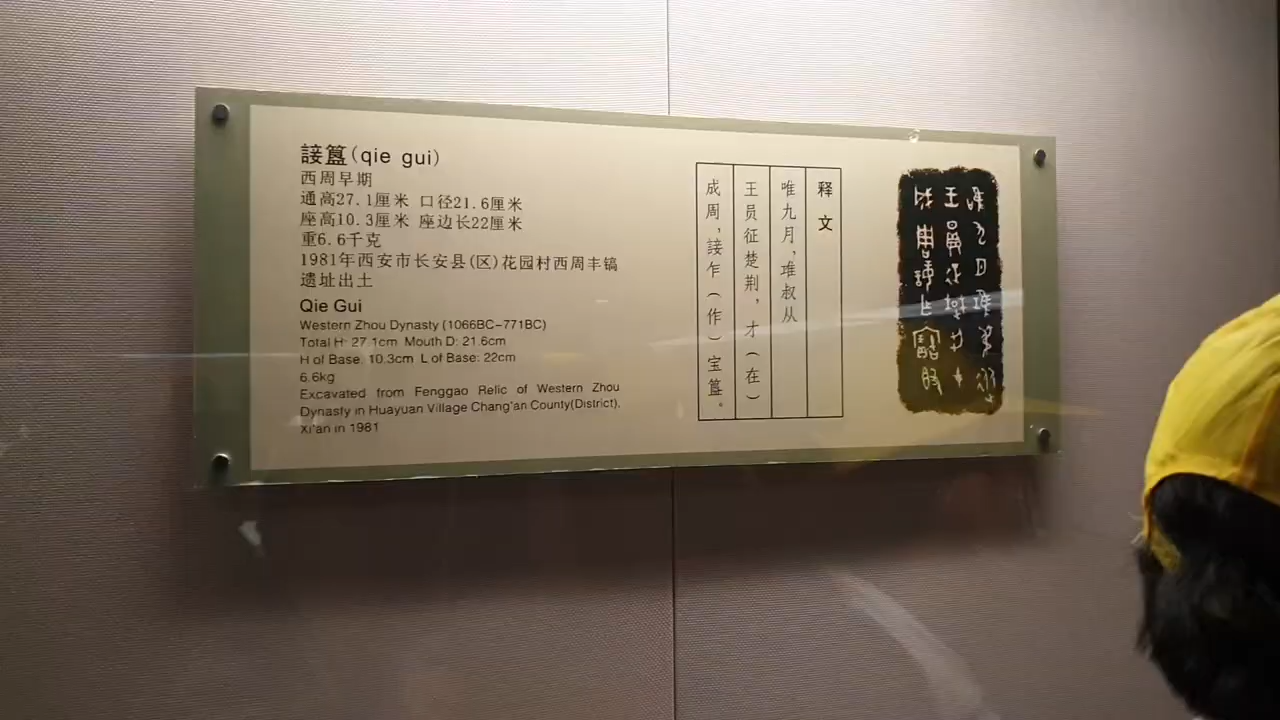 諉簋(qie gui)
西周早期
通高27.1厘米 口径21.6厘米
座高10.3厘米 座边长22厘米
重6.6千克
1981年西安市长安县(区)花园村西周丰镐
遗址出土
Qie Gui
Western Zhou Dynasty (1066BC-771BC)
Total H: 27.1cm Mouth D: 21.6cm
H of Base: 10.3cm L of Base: 22cm
6.6kg
Excavated from Fenggao Relic of Western Zhou
Dynasty in Huayuan Village Chang'an County(District),
Xi'an in 1981
释文
唯九月,唯叔从
王员征楚荆,才(在)
成周,諉乍(作)宝簋。